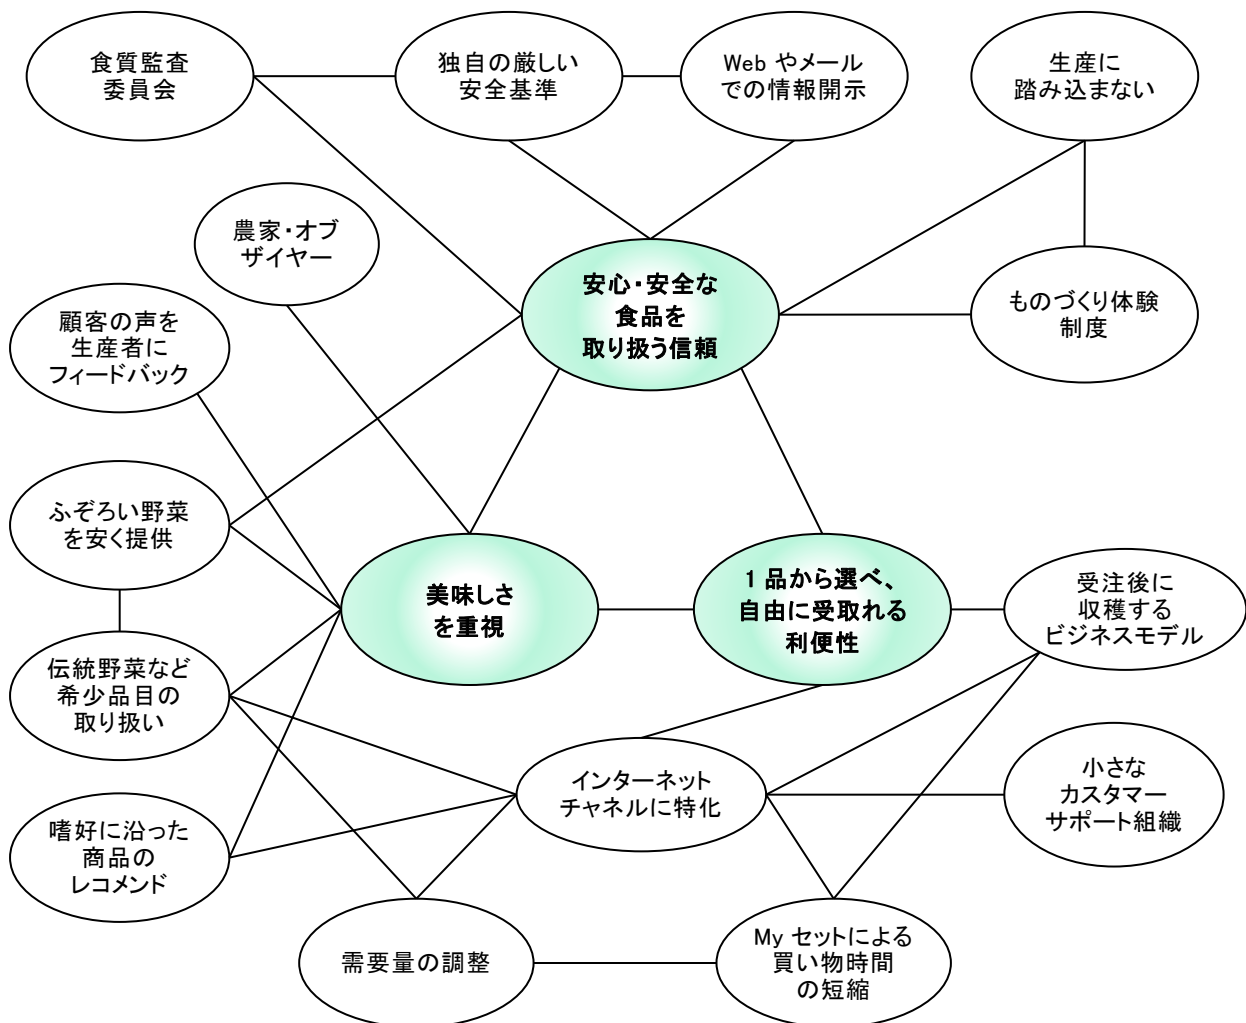 食質監査
委員会
独自の厳しい
安全基準
Web やメール
での情報開示
生産に
踏み込まない
農家・オブ
ザイヤー
安心・安全な
食品を
取り扱う信頼
ものづくり体験
制度
顧客の声を
生産者に
フィードバック
ふぞろい野菜
を安く提供
美味しさ
を重視
1 品から選べ、
自由に受取れる
利便性
受注後に
収穫する
ビジネスモデル
伝統野菜など
希少品目の
取り扱い
インターネット
チャネルに特化
小さな
カスタマー
サポート組織
嗜好に沿った
商品の
レコメンド
需要量の調整
My セットによる
買い物時間
の短縮